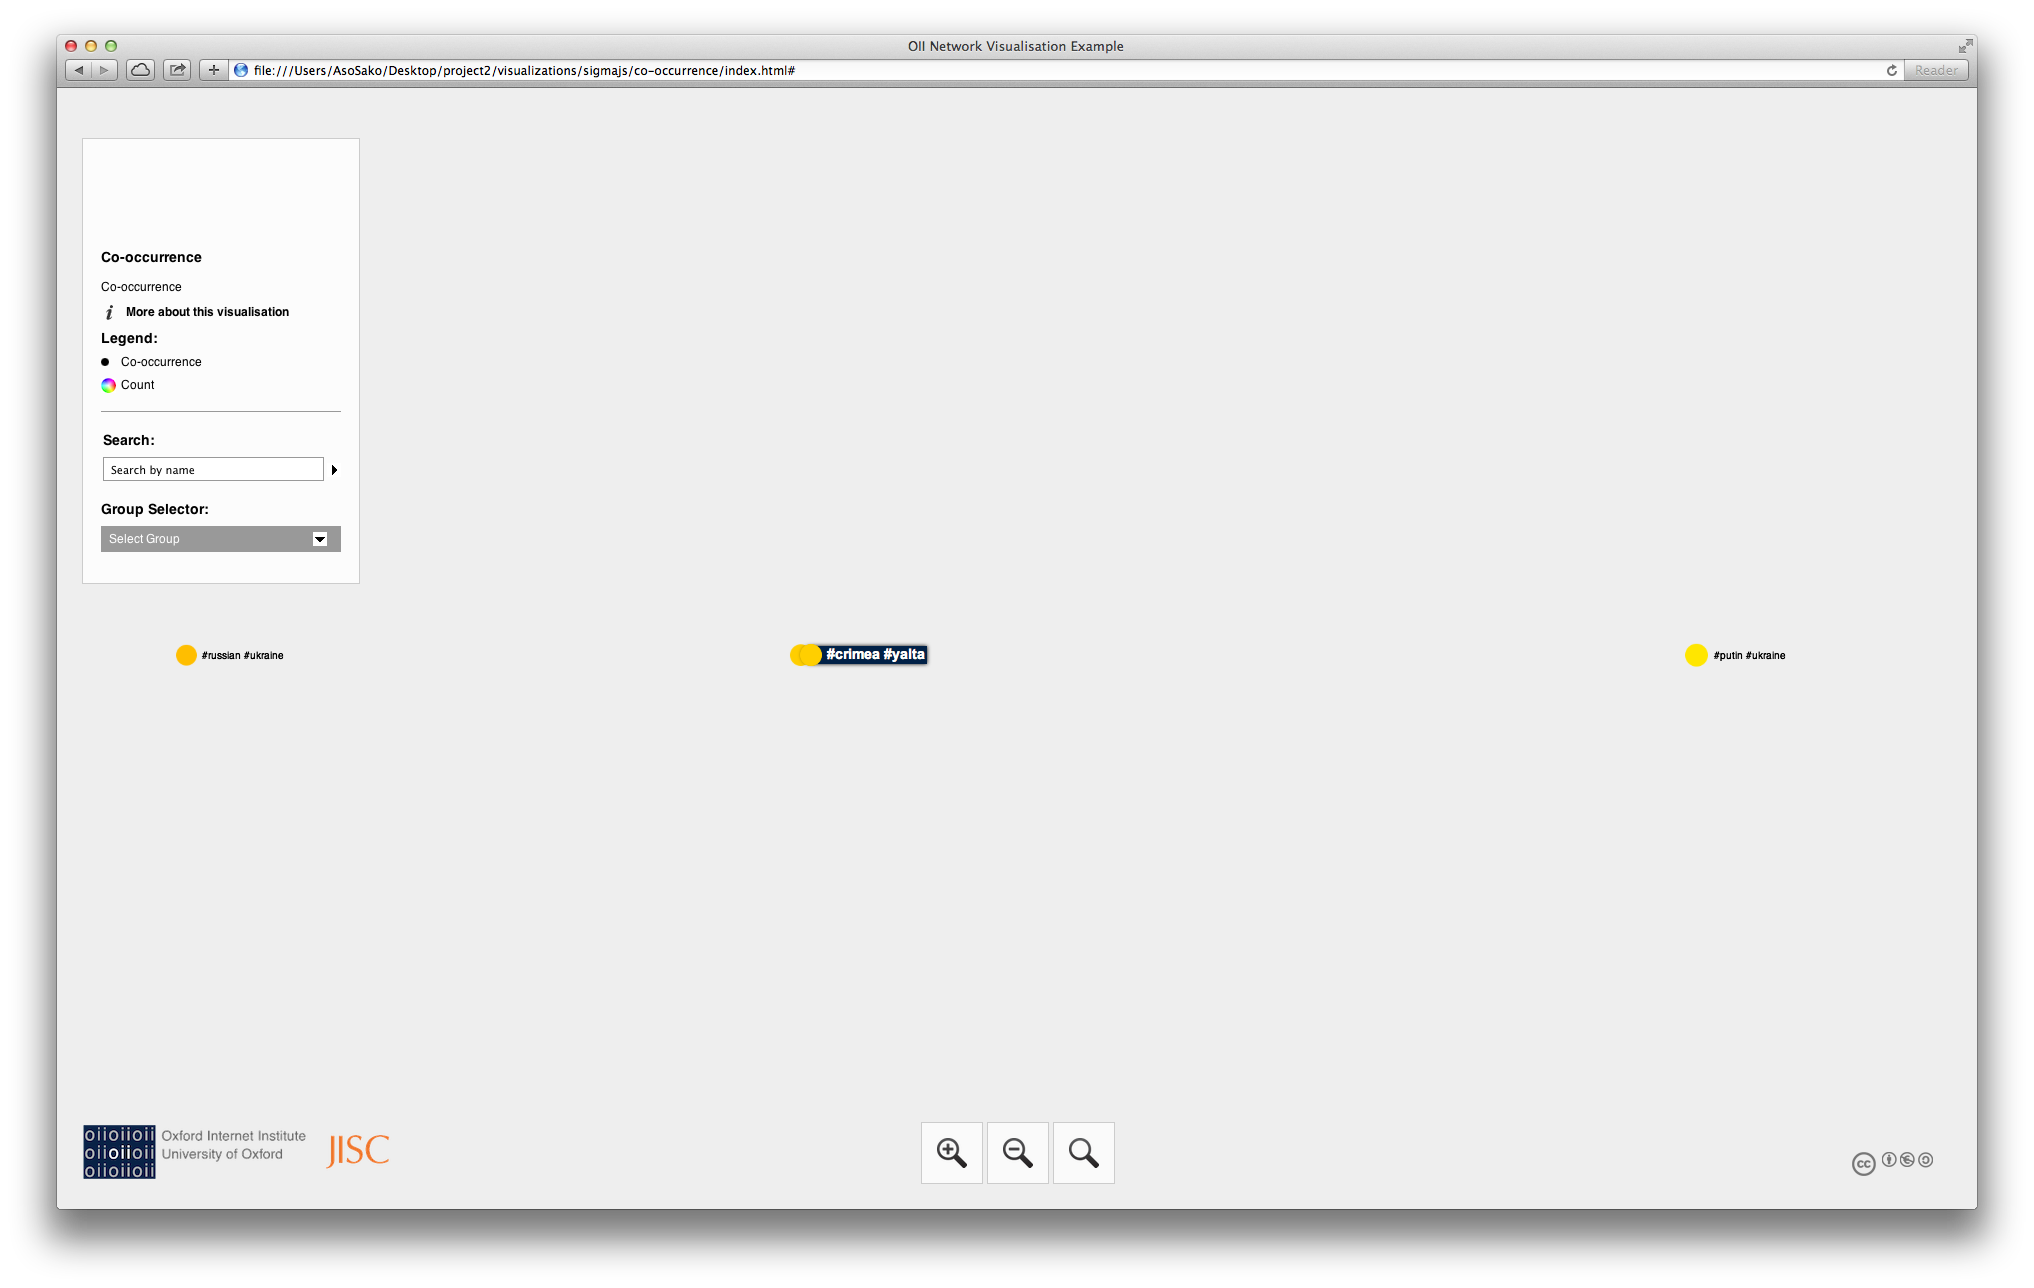 OII Network Visualisation Example
file:///Users/AsoSako/Desktop/project2/visualizations/sigmajs/co-occurrence/index.html#
Reader
Co-occurrence
Co-occurrence
i More about this visualisation
Legend:
Co-occurrence
Count
Search:
Search by name
Group Selector:
Select Group
#russian #ukraine
#crimea #yalta
#putin #ukraine
oiioiioii
oiioiioii
oiioiioii
Oxford Internet Institute
University of Oxford
JISC
cc